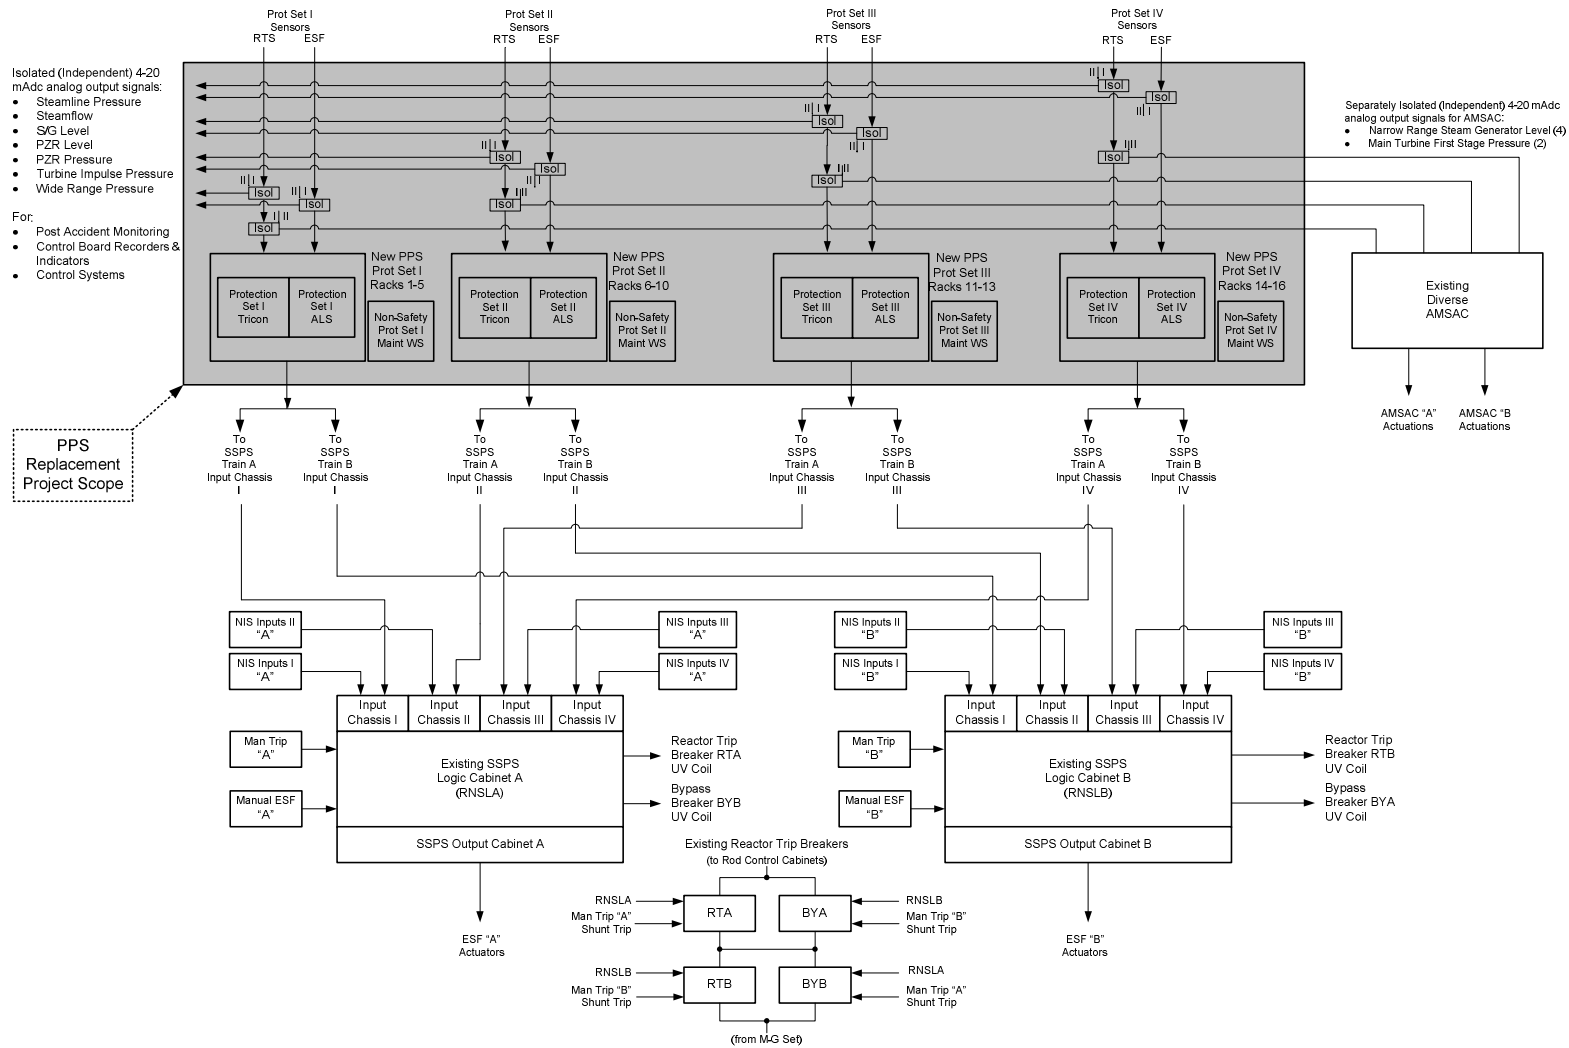 Prot Set I
Sensors
RTS ESF
Prot Set II
Sensors
RTS ESF
Prot Set III
Sensors
RTS ESF
Prot Set IV
Sensors
RTS ESF
Isolated (Independent) 4-20
mAdc analog output signals:
• Steamline Pressure
• Steamflow
• S/G Level
• PZR Level
• PZR Pressure
• Turbine Impulse Pressure
• Wide Range Pressure
For:
• Post Accident Monitoring
• Control Board Recorders &
Indicators
• Control Systems
Separately Isolated (Independent) 4-20 mAdc
analog output signals for AMSAC:
• Narrow Range Steam Generator Level (4)
• Main Turbine First Stage Pressure (2)
II I
Isol
Isol
II I
II I
Isol
Isol
II I
II I
Isol
Isol
II I
I II
Isol
I II
Isol
II I
Isol
II I
Isol
I II
Isol
I II
Isol
New PPS
Prot Set I
Racks 1-5
Protection
Set I
Tricon
Protection
Set I
ALS
Non-Safety
Prot Set I
Maint WS
New PPS
Prot Set II
Racks 6-10
Protection
Set II
Tricon
Protection
Set II
ALS
Non-Safety
Prot Set II
Maint WS
New PPS
Prot Set III
Racks 11-13
Protection
Set III
Tricon
Protection
Set III
ALS
Non-Safety
Prot Set III
Maint WS
New PPS
Prot Set IV
Racks 14-16
Protection
Set IV
Tricon
Protection
Set IV
ALS
Non-Safety
Prot Set IV
Maint WS
Existing
Diverse
AMSAC
AMSAC "A"
Actuations
AMSAC "B
Actuations
PPS
Replacement
Project Scope
To
SSPS
Train A
Input Chassis
I
To
SSPS
Train B
Input Chassis
I
To
SSPS
Train A
Input Chassis
II
To
SSPS
Train B
Input Chassis
II
To
SSPS
Train A
Input Chassis
III
To
SSPS
Train B
Input Chassis
III
To
SSPS
Train A
Input Chassis
IV
To
SSPS
Train B
Input Chassis
IV
NIS Inputs II
"A"
NIS Inputs I
"A"
NIS Inputs III
"A"
NIS Inputs IV
"A"
NIS Inputs II
"B"
NIS Inputs I
"B"
NIS Inputs III
"B"
NIS Inputs IV
"B"
Input
Chassis I
Input
Chassis II
Input
Chassis III
Input
Chassis IV
Man Trip
"A"
Manual ESF
"A"
Existing SSPS
Logic Cabinet A
(RNSLA)
SSPS Output Cabinet A
Reactor Trip
Breaker RTA
UV Coil
Bypass
Breaker BYB
UV Coil
ESF "A"
Actuators
Input
Chassis I
Input
Chassis II
Input
Chassis III
Input
Chassis IV
Man Trip
"B"
Manual ESF
"B"
Existing SSPS
Logic Cabinet B
(RNSLB)
SSPS Output Cabinet B
Reactor Trip
Breaker RTB
UV Coil
Bypass
Breaker BYA
UV Coil
ESF "B"
Actuators
Existing Reactor Trip Breakers
(to Rod Control Cabinets)
RNSLA
Man Trip "A"
Shunt Trip
RTA
BYA
RNSLB
Man Trip "B"
Shunt Trip
RNSLB
Man Trip "B"
Shunt Trip
RTB
BYB
RNSLA
Man Trip "A"
Shunt Trip
(from M-G Set)